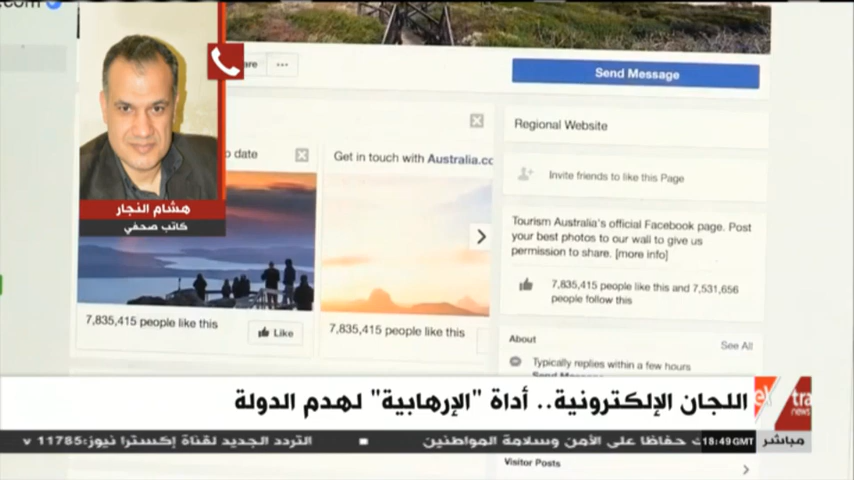 Send Message
Regional Website
Invite friends to like this Page
date
Get in touch with Australia.co
Tourism Australia's official Facebook page. Post
your best photos to our wall to give us
permission to share. [more info]
7,835,415 people like this and 7,531,656
people follow this
7,835,415 people like this
Like
7,835,415 people like this
About
See All
Typically replies within a few hours
Send Message
هشام النجار
كاتب صحفي
اللجان الإلكترونية.. أداة "الإرهابية" لهدم الدولة
extra
news
مباشر
18:49 GMT
ك حفاظا على الأمن وسلامة المواطنين
التردد الجديد لقناة إكسترا نيوز: 11785 v
Visitor Posts